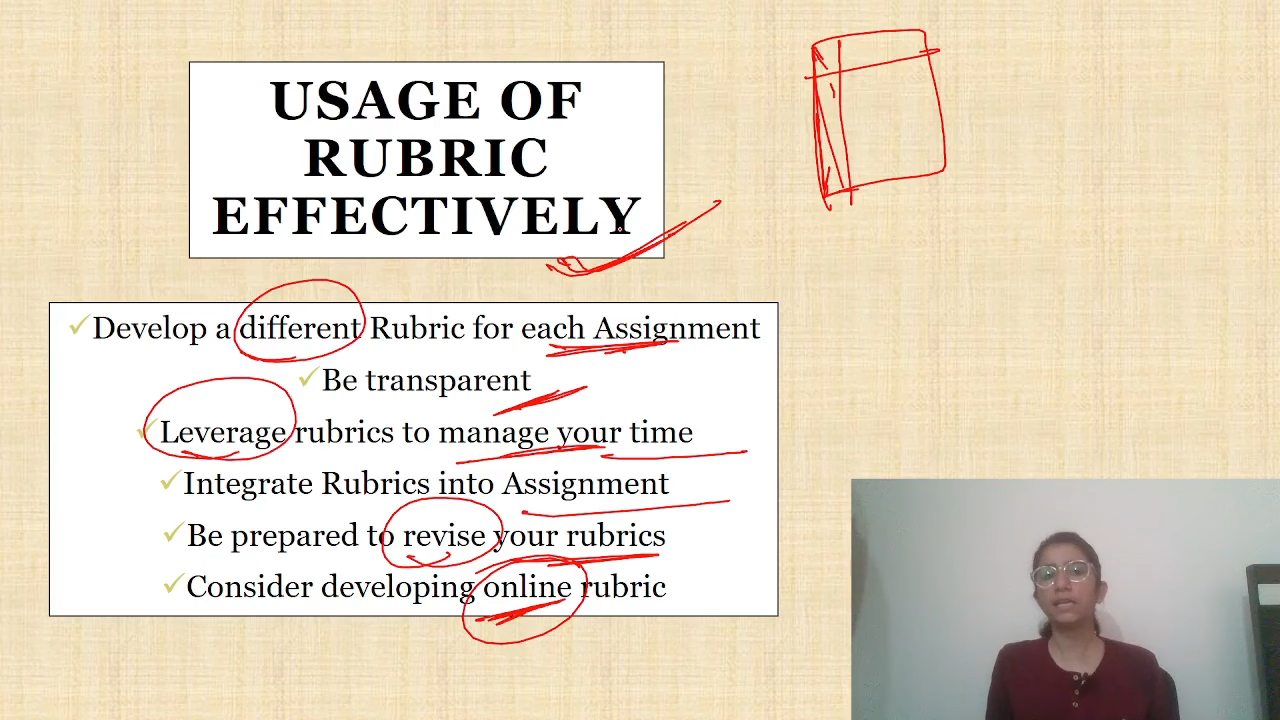 USAGE OF
RUBRIC
EFFECTIVELY
Develop a different Rubric for each Assignment
Be transparent
Leverage rubrics to manage your time
Integrate Rubrics into Assignment
Be prepared to revise your rubrics
Consider developing online rubric